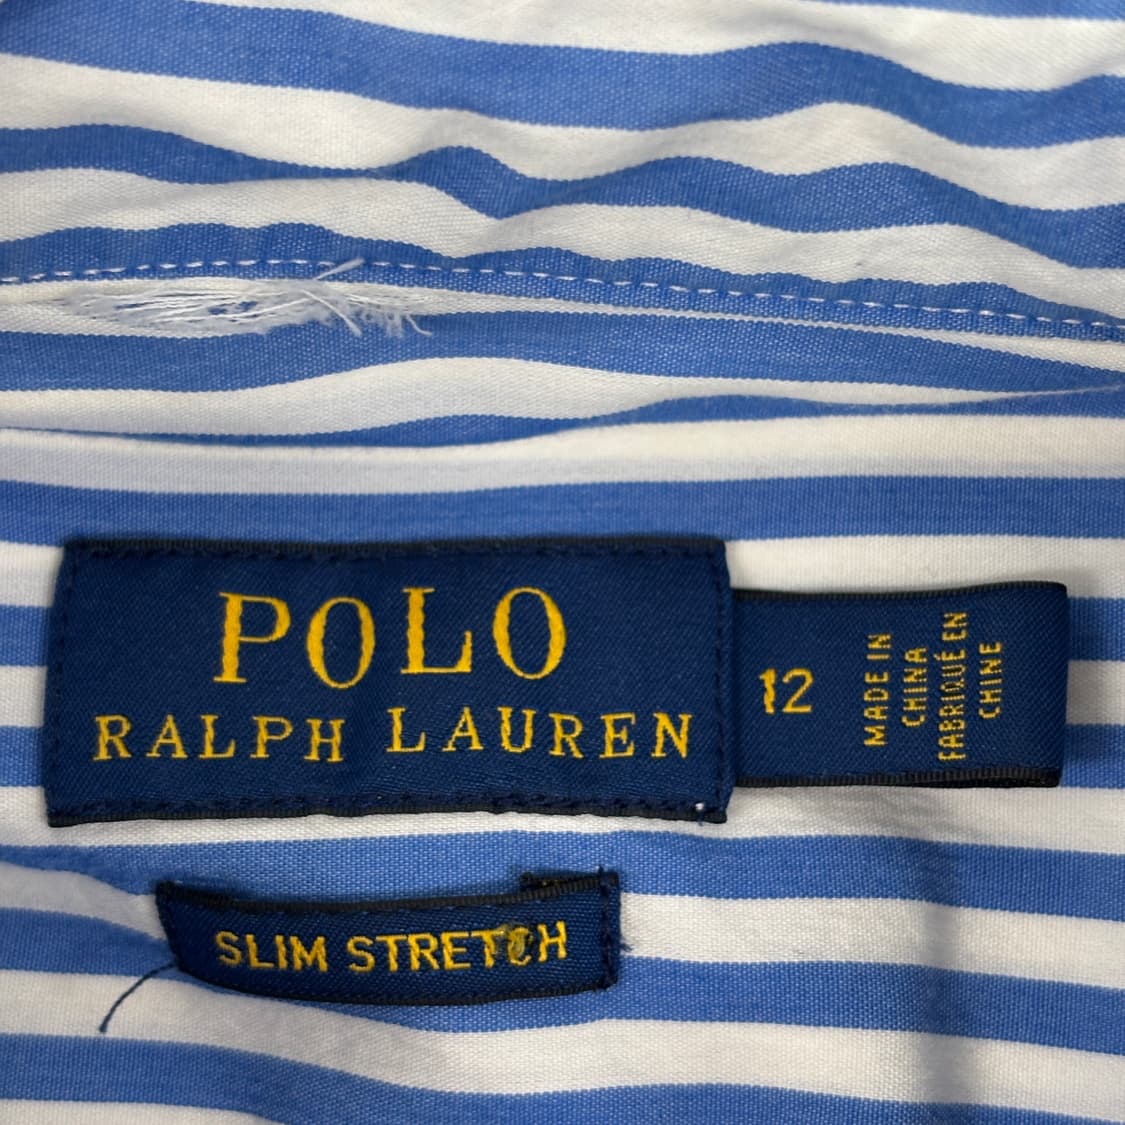 POLO
RALPH LAUREN
12
MADE IN
CHINA
FABRIQUÉ EN
CHINE
SLIM STRETCH